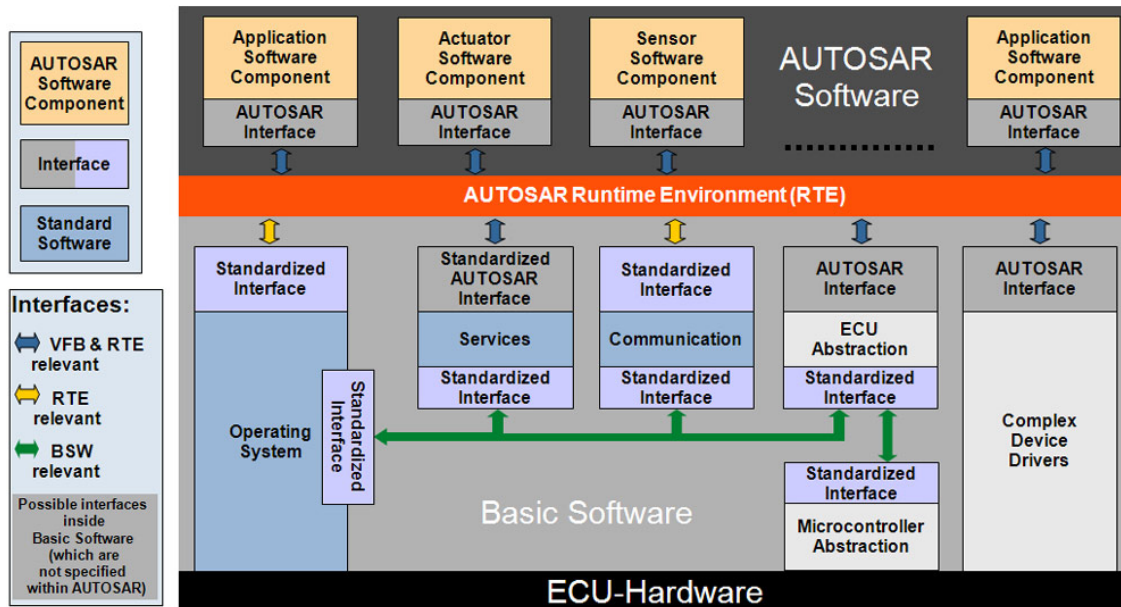 AUTOSAR
Software
Component
Interface
Standard
Software
Interfaces:
VFB & RTE
relevant
RTE
relevant
BSW
relevant
Possible interfaces
inside
Basic Software
(which are
not specified
within AUTOSAR)
Application
Software
Component
AUTOSAR
Interface
Actuator
Software
Component
AUTOSAR
Interface
Sensor
Software
Component
AUTOSAR
Interface
AUTOSAR
Software
Application
Software
Component
AUTOSAR
Interface
AUTOSAR Runtime Environment (RTE)
Standardized
Interface
Operating
System
Standardized
Interface
Standardized
AUTOSAR
Interface
Services
Standardized
Interface
Standardized
Interface
Communication
Standardized
Interface
AUTOSAR
Interface
ECU
Abstraction
Standardized
Interface
Standardized
Interface
Microcontroller
Abstraction
AUTOSAR
Interface
Complex
Device
Drivers
Basic Software
ECU-Hardware